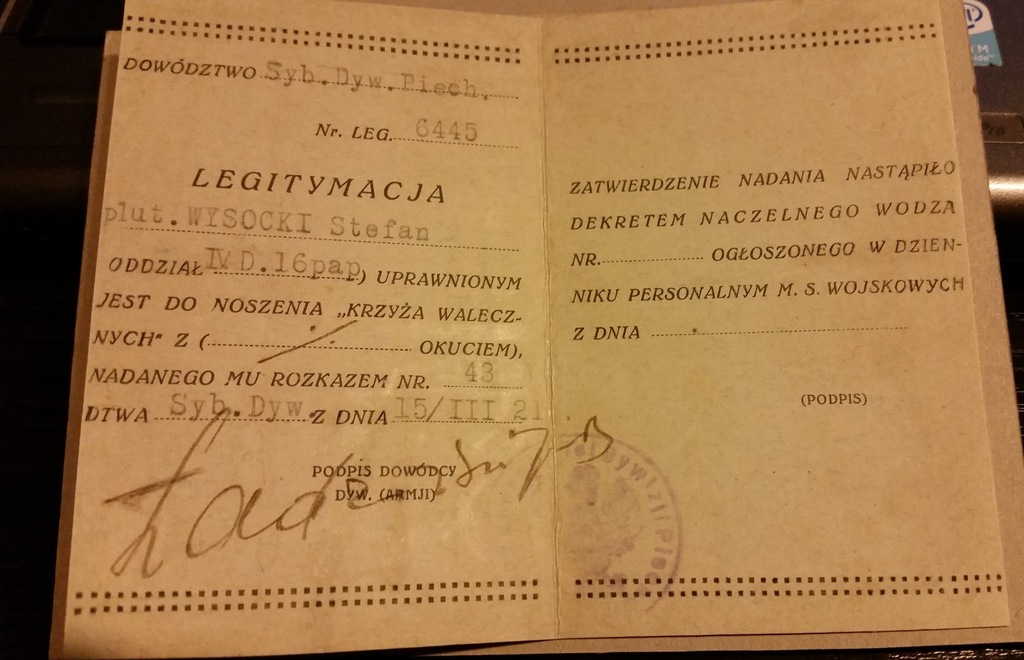 DOWÓDZTWO Syb.Dyw.Piech.
Nr. LEG. 6445
LEGITYMACJA
plut.WYSOCKI Stefan
ODDZIAŁ IV D.16pap) UPRAWNIONYM
JEST DO NOSZENIA „KRZYŻA WALECZ-
NYCH" Z ( OKUCIEM),
NADANEGO MU ROZKAZEM NR. 43
DTWA Syb.Dyw. Z DNIA 15/III 21
PODPIS DOWÓDCY
DYW. (ARMJI)
ZATWIERDZENIE NADANIA NASTĄPIŁO
DEKRETEM NACZELNEGO WODZA
NR. OGŁOSZONEGO W DZIEN-
NIKU PERSONALNYM M. S. WOJSKOWYCH
Z DNIA
(PODPIS)